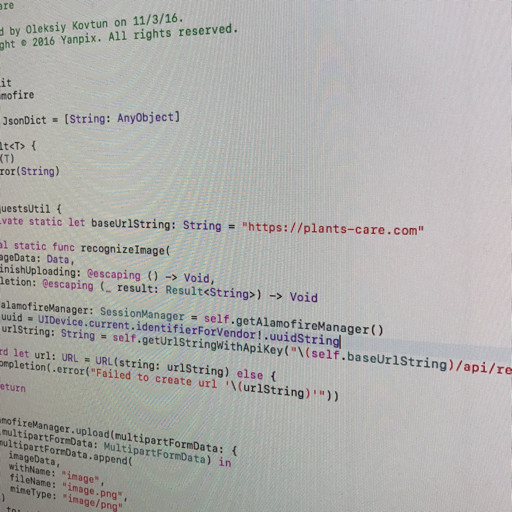 are
d by Oleksiy Kovtun on 11/3/16.
ght © 2016 Yanpix. All rights reserved.
it
mofire
JsonDict = [String: AnyObject]
lt<T> {
(T)
ror(String)
questsUtil {
vate static let baseUrlString: String = "https://plants-care.com"
al static func recognizeImage(
ageData: Data,
inishUploading: @escaping () -> Void,
letion: @escaping (_ result: Result<String>) -> Void
alamofireManager: SessionManager = self.getAlamofireManager()
uuid = UIDevice.current.identifierForVendor!.uuidString
urlString: String = self.getUrlStringWithApiKey("\(self.baseUrlString)/api/re
rd let url: URL = URL(string: urlString) else {
ompletion(.error("Failed to create url '\(urlString)'"))
eturn
mofireManager.upload(multipartFormData: {
multipartFormData: MultipartFormData) in
multipartFormData.append(
imageData,
withName: "image",
fileName: "image.png",
mimeType: "image/png"
)
to: